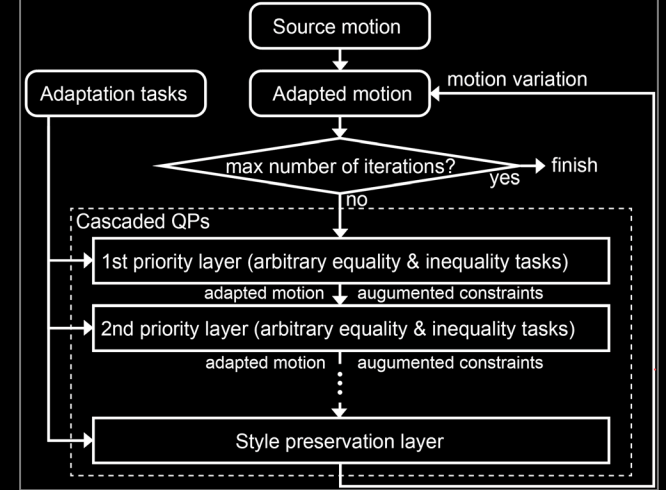 Source motion
Adaptation tasks
Adapted motion
motion variation
max number of iterations?
yes
finish
no
Cascaded QPs
1st priority layer (arbitrary equality & inequality tasks)
adapted motion
augumented constraints
2nd priority layer (arbitrary equality & inequality tasks)
adapted motion
augumented constraints
Style preservation layer